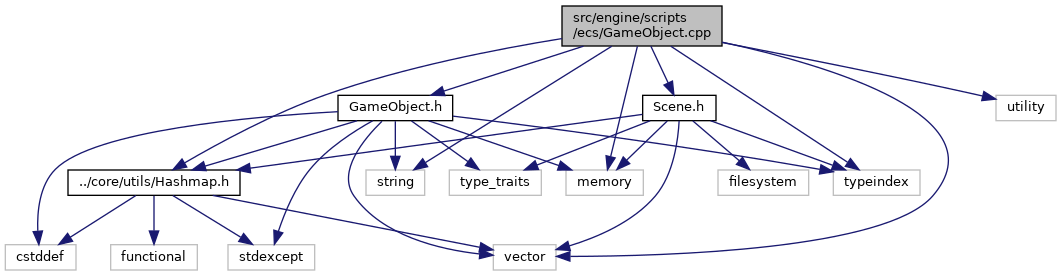 src/engine/scripts
/ecs/GameObject.cpp
GameObject.h
Scene.h
utility
../core/utils/Hashmap.h
string
type_traits
memory
filesystem
typeindex
cstddef
functional
stdexcept
vector